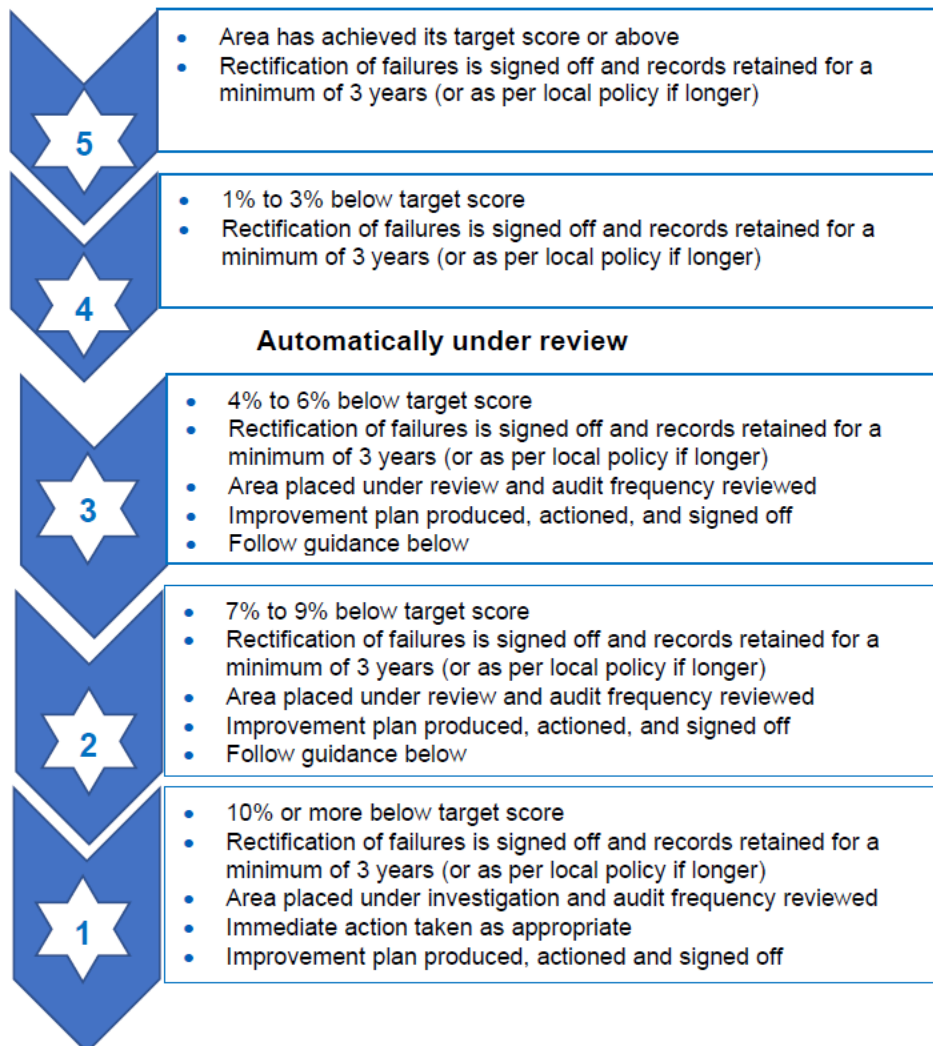 5
• Area has achieved its target score or above
• Rectification of failures is signed off and records retained for a
minimum of 3 years (or as per local policy if longer)
4
• 1% to 3% below target score
• Rectification of failures is signed off and records retained for a
minimum of 3 years (or as per local policy if longer)
Automatically under review
3
• 4% to 6% below target score
• Rectification of failures is signed off and records retained for a
minimum of 3 years (or as per local policy if longer)
• Area placed under review and audit frequency reviewed
• Improvement plan produced, actioned, and signed off
• Follow guidance below
2
• 7% to 9% below target score
• Rectification of failures is signed off and records retained for a
minimum of 3 years (or as per local policy if longer)
• Area placed under review and audit frequency reviewed
• Improvement plan produced, actioned, and signed off
• Follow guidance below
1
• 10% or more below target score
• Rectification of failures is signed off and records retained for a
minimum of 3 years (or as per local policy if longer)
• Area placed under investigation and audit frequency reviewed
• Immediate action taken as appropriate
• Improvement plan produced, actioned and signed off